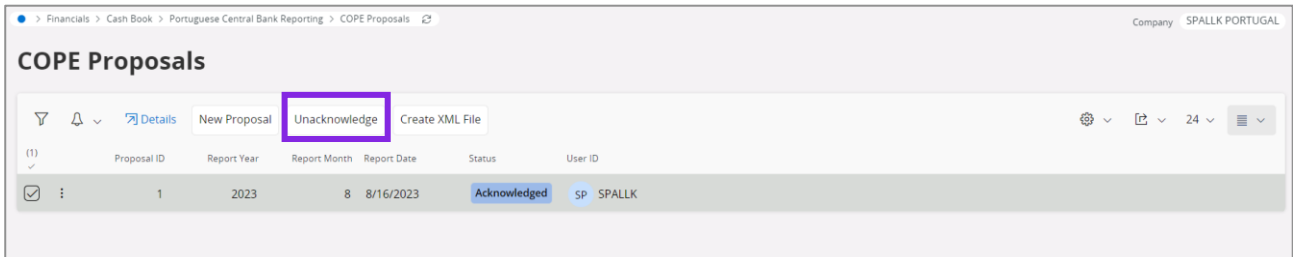 > Financials > Cash Book > Portuguese Central Bank Reporting > COPE Proposals
Company SPALLK PORTUGAL
COPE Proposals
Details New Proposal Unacknowledge Create XML File 24
(1) Proposal ID Report Year Report Month Report Date Status User ID
1 2023 8 8/16/2023 Acknowledged SP SPALLK